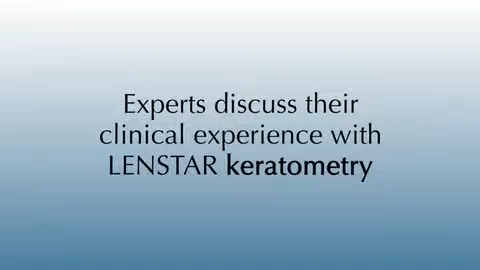 Experts discuss their
clinical experience with
LENSTAR keratometry